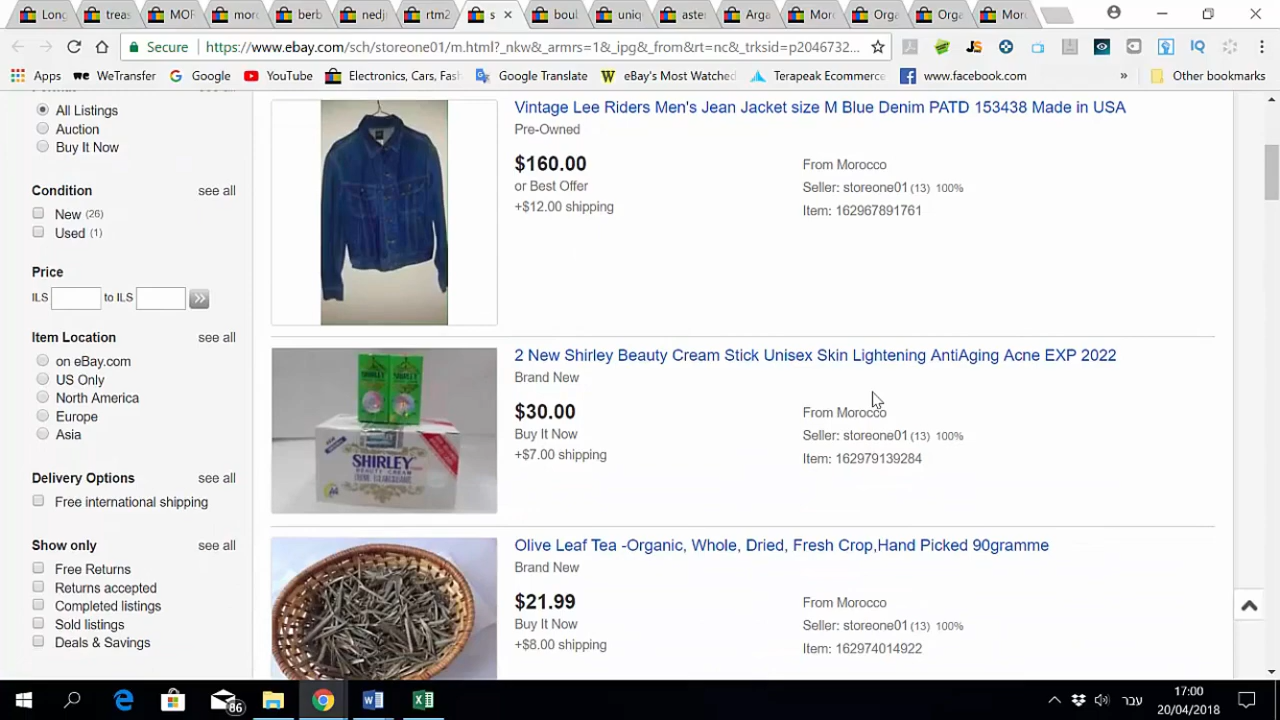 Long
treas
MOF
moro
berb
nedj
rtm2
s
boul
uniq
aster
Arga
Moro
Orga
Orga
Mor
Secure
https://www.ebay.com/sch/storeone01/m.html?_nkw&_armrs=1&_ipg&_from&rt=nc&_trksid=p2046732...
JS
IQ
Apps
WeTransfer
Google
YouTube
Electronics, Cars, Fas
Google Translate
eBay's Most Watched
Terapeak Ecommerce
www.facebook.com
»
Other bookmarks
All Listings
Auction
Buy It Now
Condition see all
New (26)
Used (1)
Price
ILS to ILS
Item Location see all
on eBay.com
US Only
North America
Europe
Asia
Delivery Options see all
Free international shipping
Show only see all
Free Returns
Returns accepted
Completed listings
Sold listings
Deals & Savings
Vintage Lee Riders Men's Jean Jacket size M Blue Denim PATD 153438 Made in USA
Pre-Owned
$160.00
or Best Offer
+$12.00 shipping
From Morocco
Seller: storeone01 (13) 100%
Item: 162967891761
2 New Shirley Beauty Cream Stick Unisex Skin Lightening AntiAging Acne EXP 2022
Brand New
$30.00
Buy It Now
+$7.00 shipping
From Morocco
Seller: storeone01 (13) 100%
Item: 162979139284
SHIRLEY
BEAUTY CREAM
Olive Leaf Tea -Organic, Whole, Dried, Fresh Crop,Hand Picked 90gramme
Brand New
$21.99
Buy It Now
+$8.00 shipping
From Morocco
Seller: storeone01 (13) 100%
Item: 162974014922
86
עבר
17:00
20/04/2018